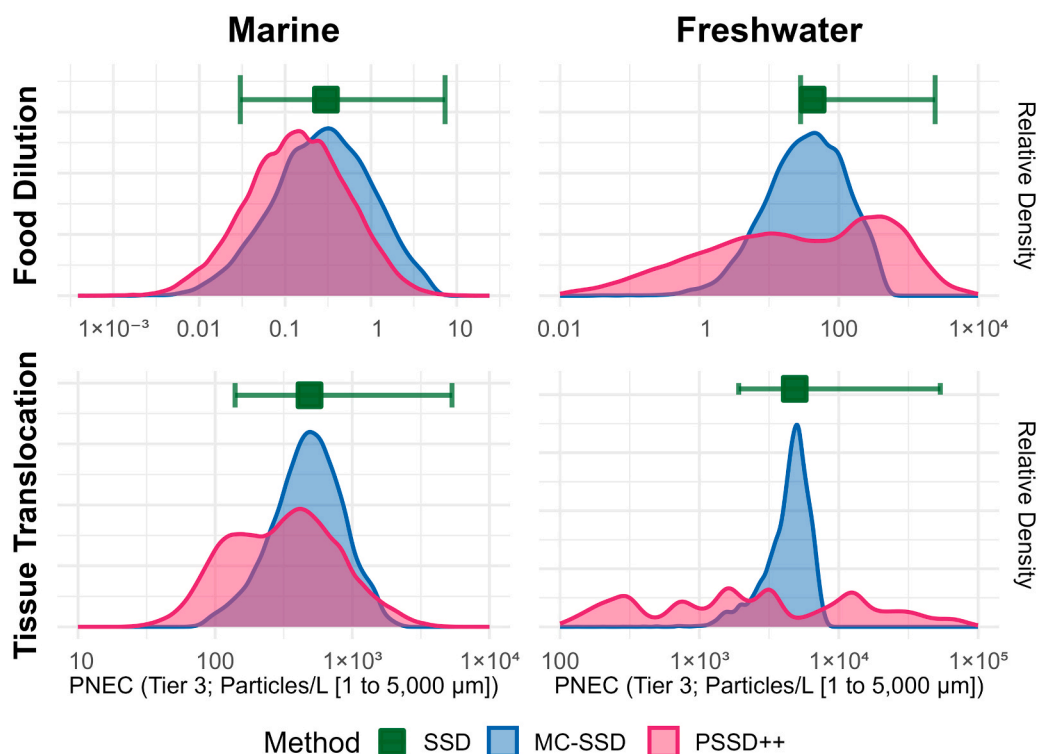 Marine Freshwater
Food Dilution
Relative Density
1×10⁻³ 0.01 0.1 1 10
0.01 1 100 1×10⁴
Tissue Translocation
Relative Density
10 100 1×10³ 1×10⁴
100 1×10³ 1×10⁴ 1×10⁵
PNEC (Tier 3; Particles/L [1 to 5,000 µm])
PNEC (Tier 3; Particles/L [1 to 5,000 µm])
Method SSD MC-SSD PSSD++